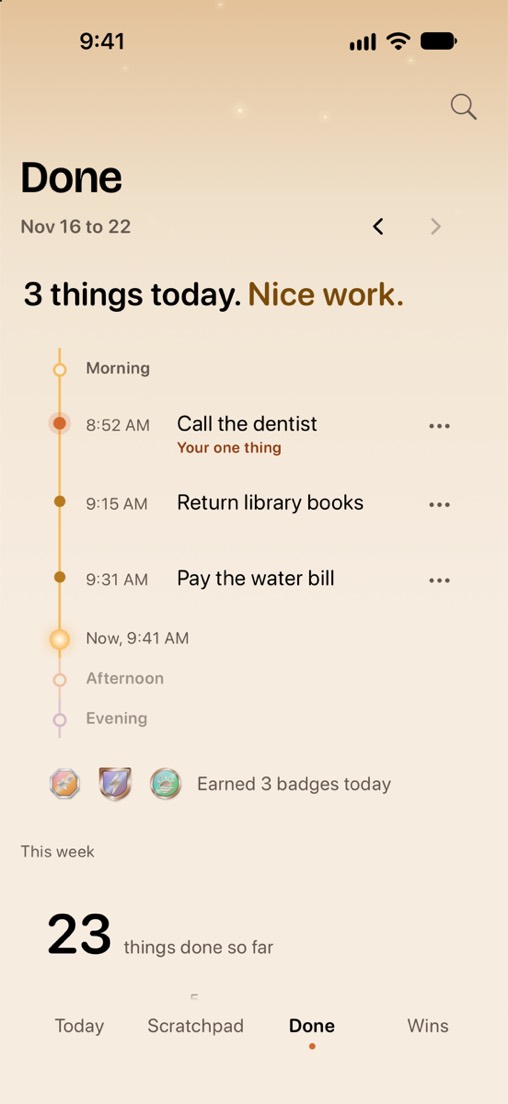 9:41
Done
Nov 16 to 22
3 things today. Nice work.
Morning
8:52 AM Call the dentist
Your one thing
9:15 AM Return library books
9:31 AM Pay the water bill
Now, 9:41 AM
Afternoon
Evening
Earned 3 badges today
This week
23 things done so far
Today Scratchpad Done Wins